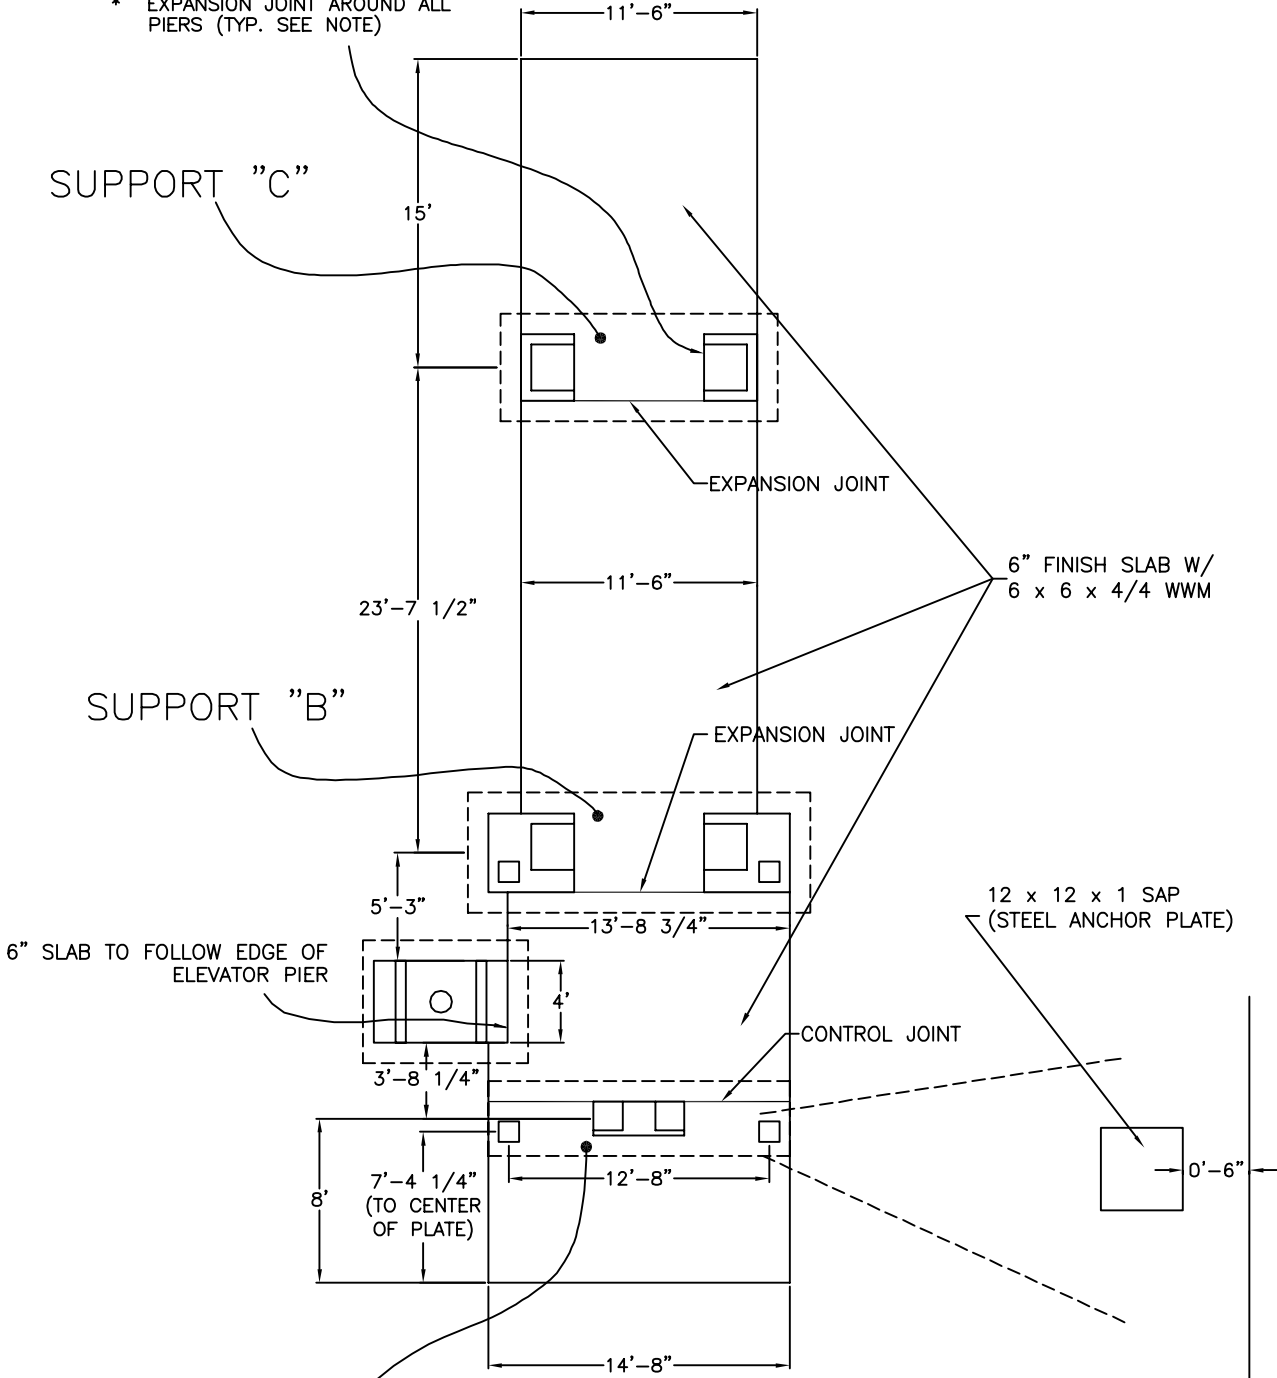 * EXPANSION JOINT AROUND ALL
PIERS (TYP. SEE NOTE)
11'-6"
SUPPORT "C"
15'
EXPANSION JOINT
6" FINISH SLAB W/
6 x 6 x 4/4 WWM
11'-6"
23'-7 1/2"
SUPPORT "B"
EXPANSION JOINT
12 x 12 x 1 SAP
(STEEL ANCHOR PLATE)
5'-3"
13'-8 3/4"
6" SLAB TO FOLLOW EDGE OF
ELEVATOR PIER
4'
CONTROL JOINT
3'-8 1/4"
0'-6"
12'-8"
7'-4 1/4"
(TO CENTER
OF PLATE)
8'
14'-8"